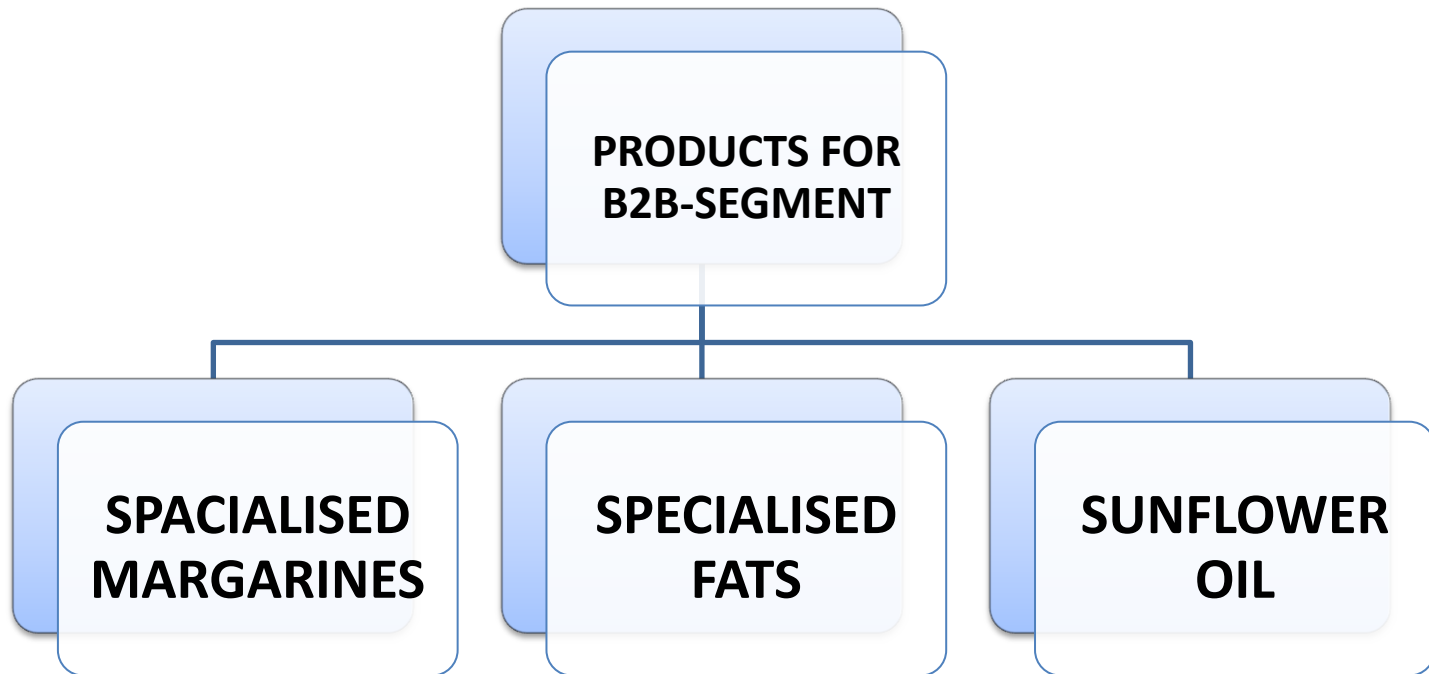 PRODUCTS FOR
B2B-SEGMENT
SPACIALISED
MARGARINES
SPECIALISED
FATS
SUNFLOWER
OIL